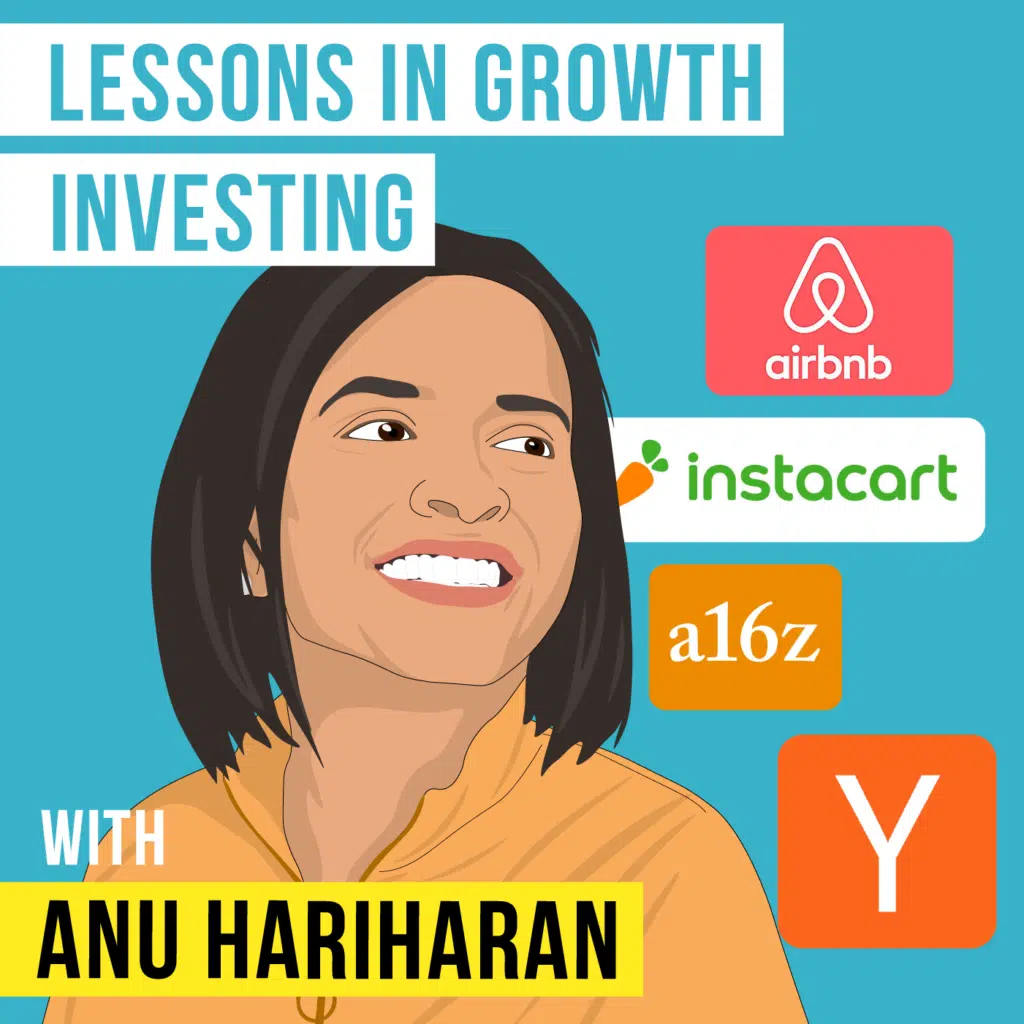 LESSONS IN GROWTH
INVESTING
airbnb
instacart
a16z
Y
WITH
ANU HARIHARAN